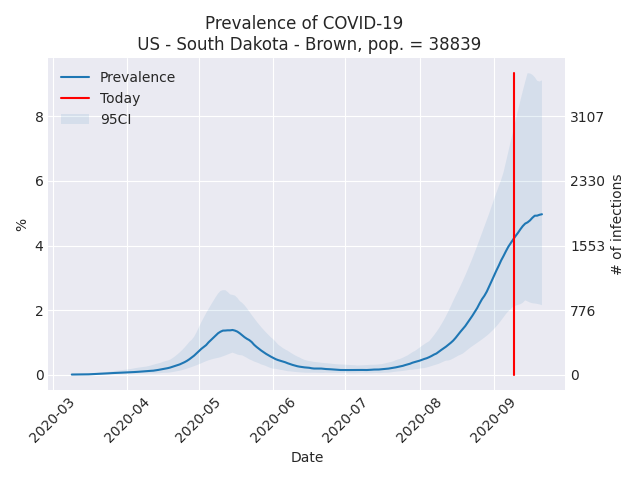 Prevalence of COVID-19
US - South Dakota - Brown, pop. = 38839
Prevalence
Today
95CI
%
8
6
4
2
0
3107
2330
1553
776
0
# of infections
2020-03
2020-04
2020-05
2020-06
2020-07
2020-08
2020-09
Date